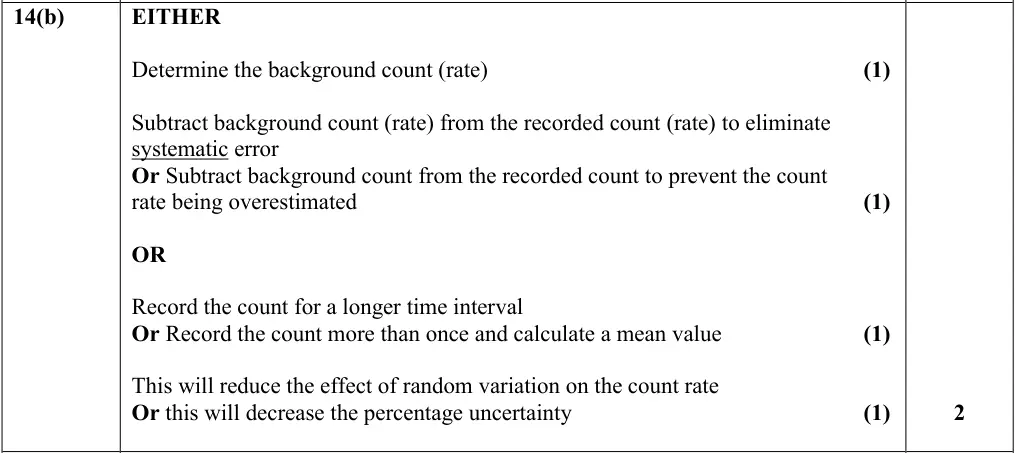 14(b) EITHER
Determine the background count (rate) (1)
Subtract background count (rate) from the recorded count (rate) to eliminate
systematic error
Or Subtract background count from the recorded count to prevent the count
rate being overestimated (1)
OR
Record the count for a longer time interval
Or Record the count more than once and calculate a mean value (1)
This will reduce the effect of random variation on the count rate
Or this will decrease the percentage uncertainty (1) 2